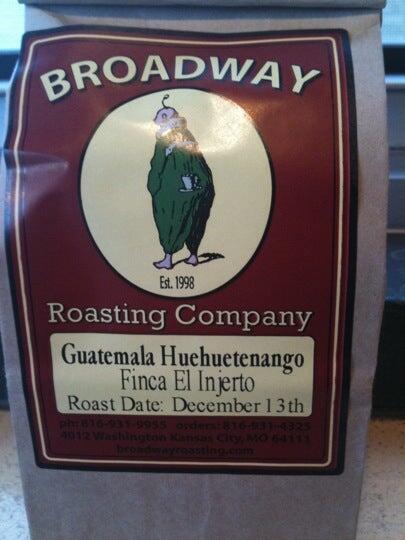 BROADWAY
Est. 1998
Roasting Company
Guatemala Huehuetenango
Finca El Injerto
Roast Date: December 13th
ph: 816-931-9955 orders: 816-931-4325
4012 Washington Kansas City, MO 64111
broadwayroasting.com